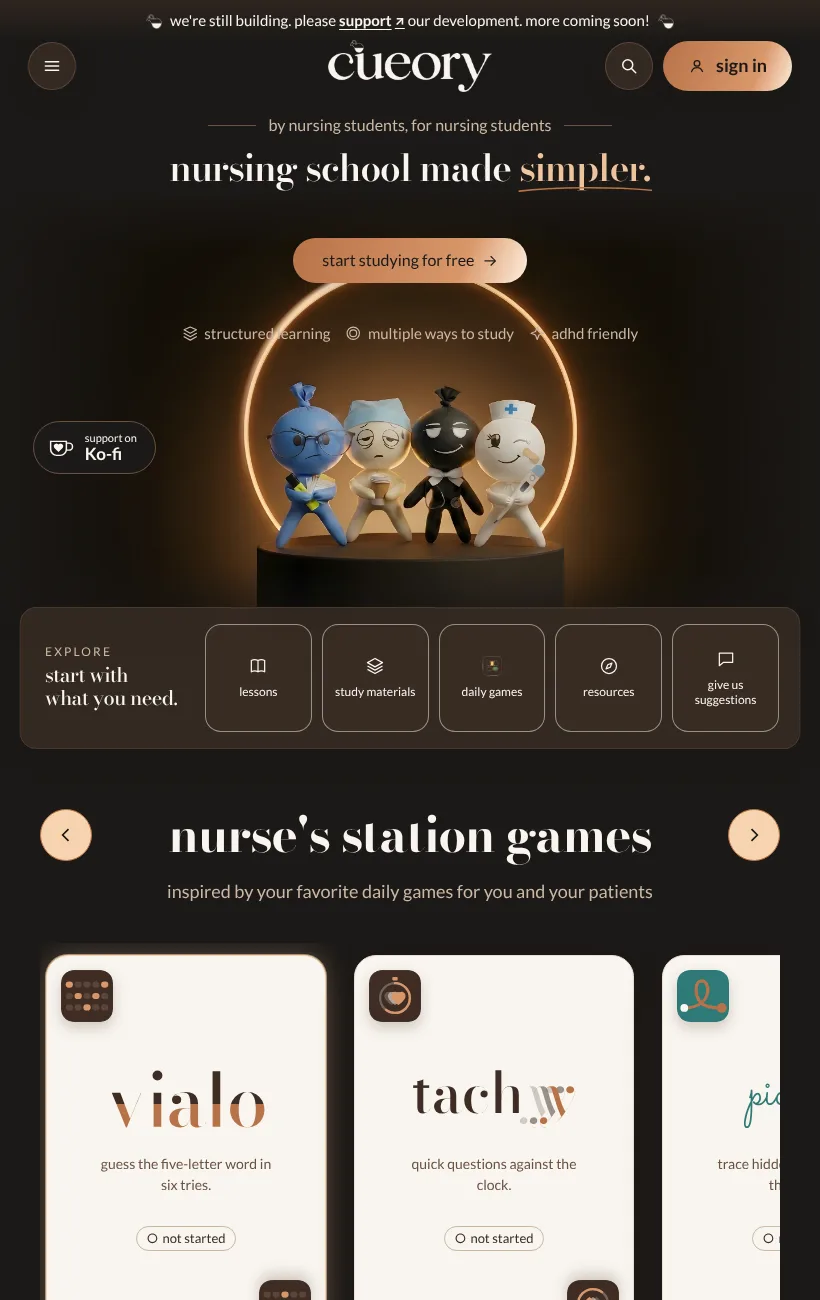 we're still building. please support ↗ our development. more coming soon!
cueory
sign in
by nursing students, for nursing students
nursing school made simpler.
start studying for free →
structured learning multiple ways to study adhd friendly
support on
Ko-fi
EXPLORE
start with
what you need.
lessons
study materials
daily games
resources
give us
suggestions
nurse's station games
inspired by your favorite daily games for you and your patients
vialo
guess the five-letter word in
six tries.
not started
tachy
quick questions against the
clock.
not started
pic
trace hidd
th